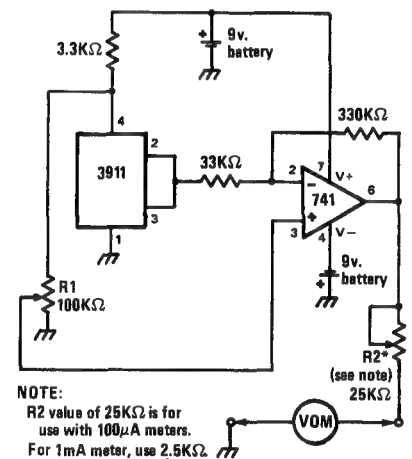 3.3KΩ
+
9v.
battery
330KΩ
4
3911
2
3
1
33KΩ
2
7
V+
−
741
6
+
3
4
V−
9v.
battery
+
R1
100KΩ
R2*
(see note)
25KΩ
NOTE:
R2 value of 25KΩ is for
use with 100μA meters.
For 1mA meter, use 2.5KΩ
VOM